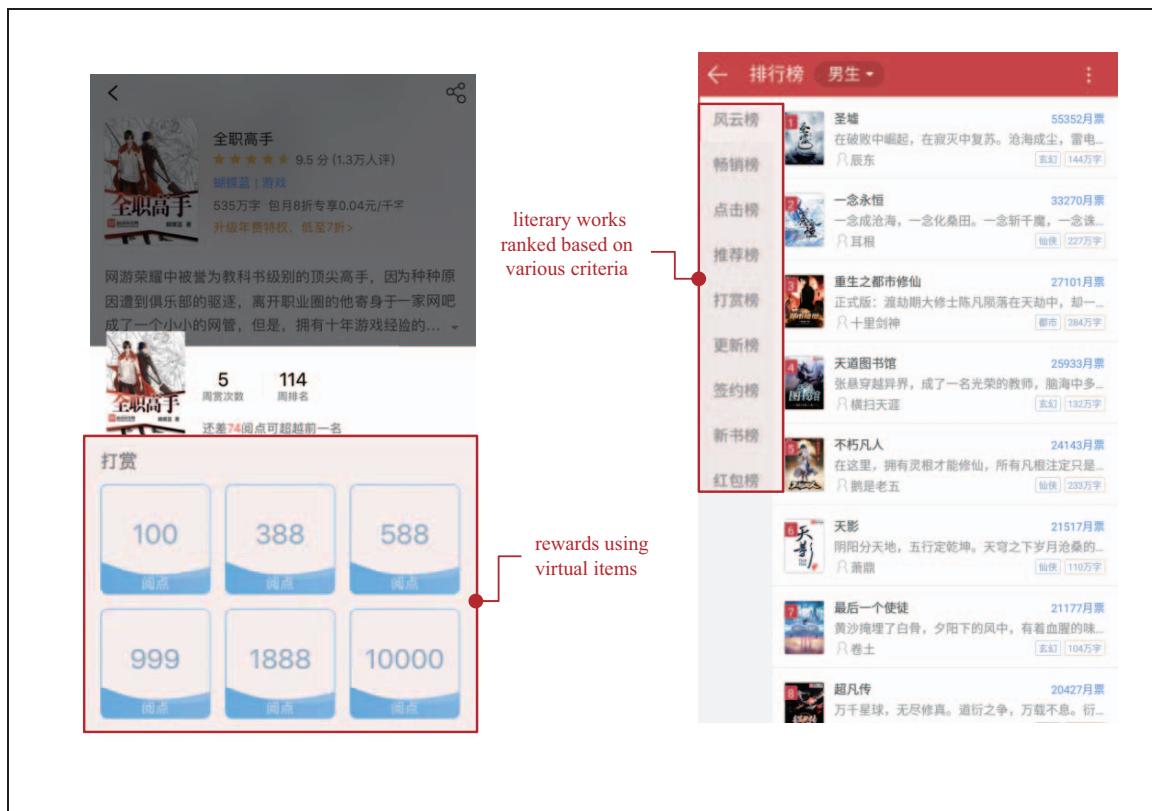 全职高手
9.5 分 (1.3万人评)
蝴蝶蓝 | 游戏
535万字 包月8折专享0.04元/千字
升级年费特权，低至7折>
全职高手
蝴蝶蓝 著
网游荣耀中被誉为教科书级别的顶尖高手，因为种种原
因遭到俱乐部的驱逐，离开职业圈的他寄身于一家网吧
成了一个小小的网管，但是，拥有十年游戏经验的...
全职高手
5
114
周赏次数
周排名
还差74阅点可超越前一名
打赏
100
388
588
阅点
阅点
阅点
999
1888
10000
阅点
阅点
阅点
rewards using
virtual items
literary works
ranked based on
various criteria
排行榜
男生
风云榜
畅销榜
点击榜
推荐榜
打赏榜
更新榜
签约榜
新书榜
红包榜
1
圣墟
55352月票
在破败中崛起，在寂灭中复苏。沧海成尘，雷电...
辰东
玄幻
144万字
2
一念永恒
33270月票
一念成沧海，一念化桑田。一念斩千魔，一念诛...
耳根
仙侠
227万字
3
重生之都市修仙
27101月票
正式版：渡劫期大修士陈凡陨落在天劫中，却一...
十里剑神
都市
284万字
4
天道图书馆
25933月票
张悬穿越异界，成了一名光荣的教师，脑海中多...
横扫天涯
玄幻
132万字
5
不朽凡人
24143月票
在这里，拥有灵根才能修仙，所有凡根注定只是...
鹅是老五
仙侠
233万字
6
天影
21517月票
阴阳分天地，五行定乾坤。天穹之下岁月沧桑的...
萧鼎
仙侠
110万字
7
最后一个使徒
21177月票
黄沙掩埋了白骨，夕阳下的风中，有着血腥的味...
卷土
玄幻
104万字
8
超凡传
20427月票
万千星球，无尽修真。道衍之争，万载不息。衍...